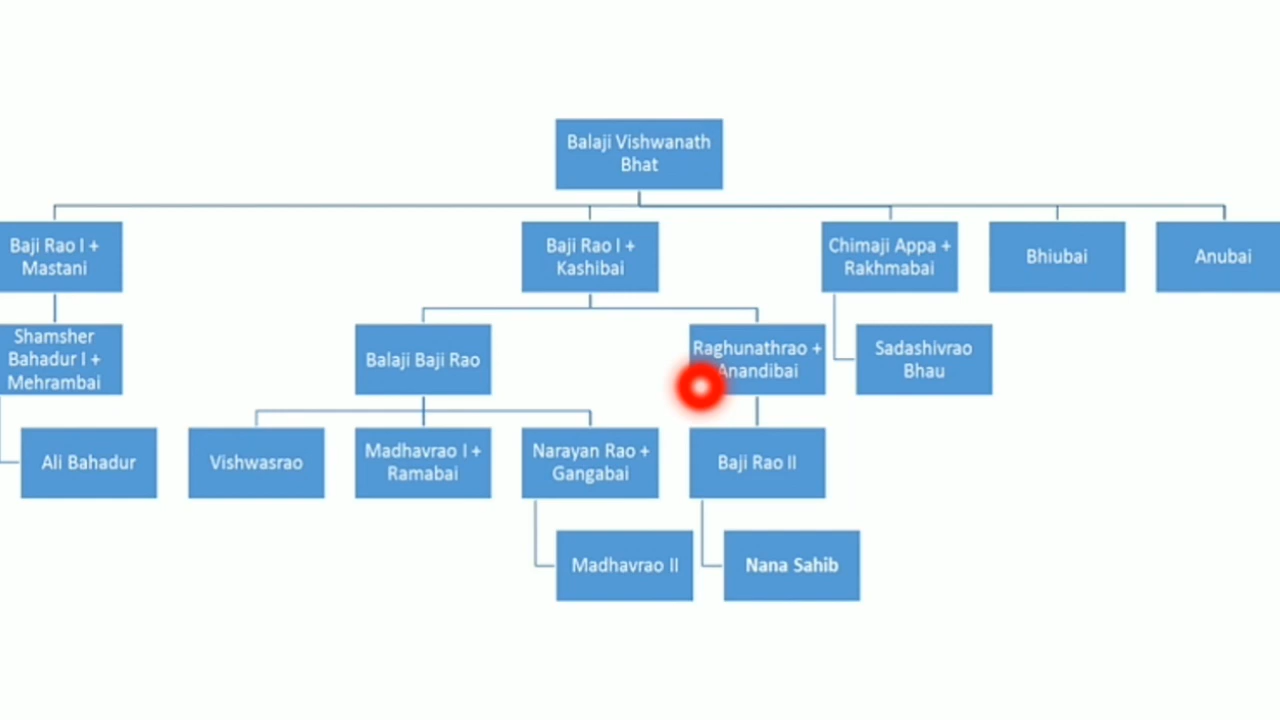 Balaji Vishwanath
Bhat
Baji Rao I +
Mastani
Baji Rao I +
Kashibai
Chimaji Appa +
Rakhmabai
Bhiubai
Anubai
Shamsher
Bahadur I +
Mehrambai
Balaji Baji Rao
Raghunathrao +
Anandibai
Sadashivrao
Bhau
Ali Bahadur
Vishwasrao
Madhavrao I +
Ramabai
Narayan Rao +
Gangabai
Baji Rao II
Madhavrao II
Nana Sahib